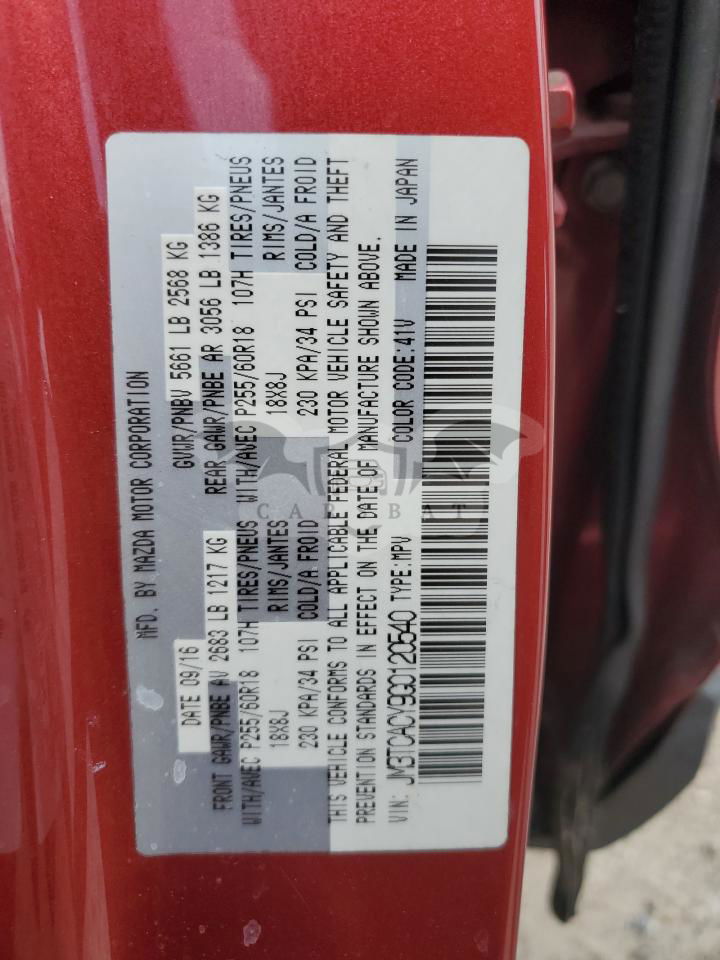 MFD. BY MAZDA MOTOR CORPORATION
DATE 09/16 GVWR/PNBV 5661 LB 2568 KG
FRONT GAWR/PNBE AV 2683 LB 1217 KG REAR GAWR/PNBE AR 3056 LB 1386 KG
WITH/AVEC P255/60R18 107H TIRES/PNEUS WITH/AVEC P255/60R18 107H TIRES/PNEUS
18X8J RIMS/JANTES 18X8J RIMS/JANTES
230 KPA/34 PSI COLD/A FROID 230 KPA/34 PSI COLD/A FROID
THIS VEHICLE CONFORMS TO ALL APPLICABLE FEDERAL MOTOR VEHICLE SAFETY AND THEFT
PREVENTION STANDARDS IN EFFECT ON THE DATE OF MANUFACTURE SHOWN ABOVE.
VIN: JM3TCACY9G0120540 TYPE:MPV COLOR CODE:41V MADE IN JAPAN
CAR BAT